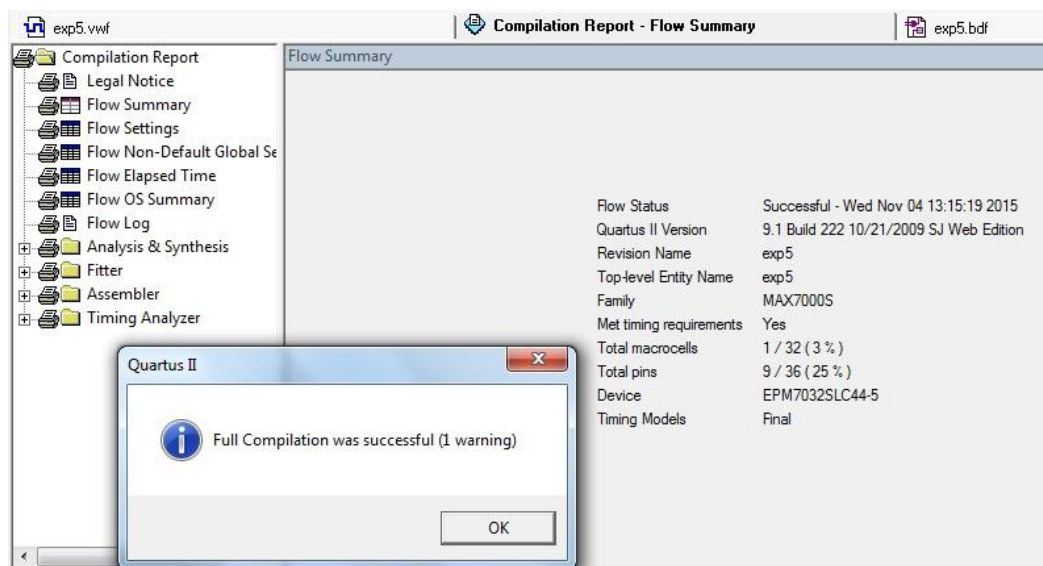 exp5.vwf
Compilation Report - Flow Summary
exp5.bdf
Compilation Report
Legal Notice
Flow Summary
Flow Settings
Flow Non-Default Global Se
Flow Elapsed Time
Flow OS Summary
Flow Log
Analysis & Synthesis
Fitter
Assembler
Timing Analyzer
Flow Summary
Flow Status Successful - Wed Nov 04 13:15:19 2015
Quartus II Version 9.1 Build 222 10/21/2009 SJ Web Edition
Revision Name exp5
Top-level Entity Name exp5
Family MAX7000S
Met timing requirements Yes
Total macrocells 1 / 32 ( 3 % )
Total pins 9 / 36 ( 25 % )
Device EPM7032SLC44-5
Timing Models Final
Quartus II
Full Compilation was successful (1 warning)
OK